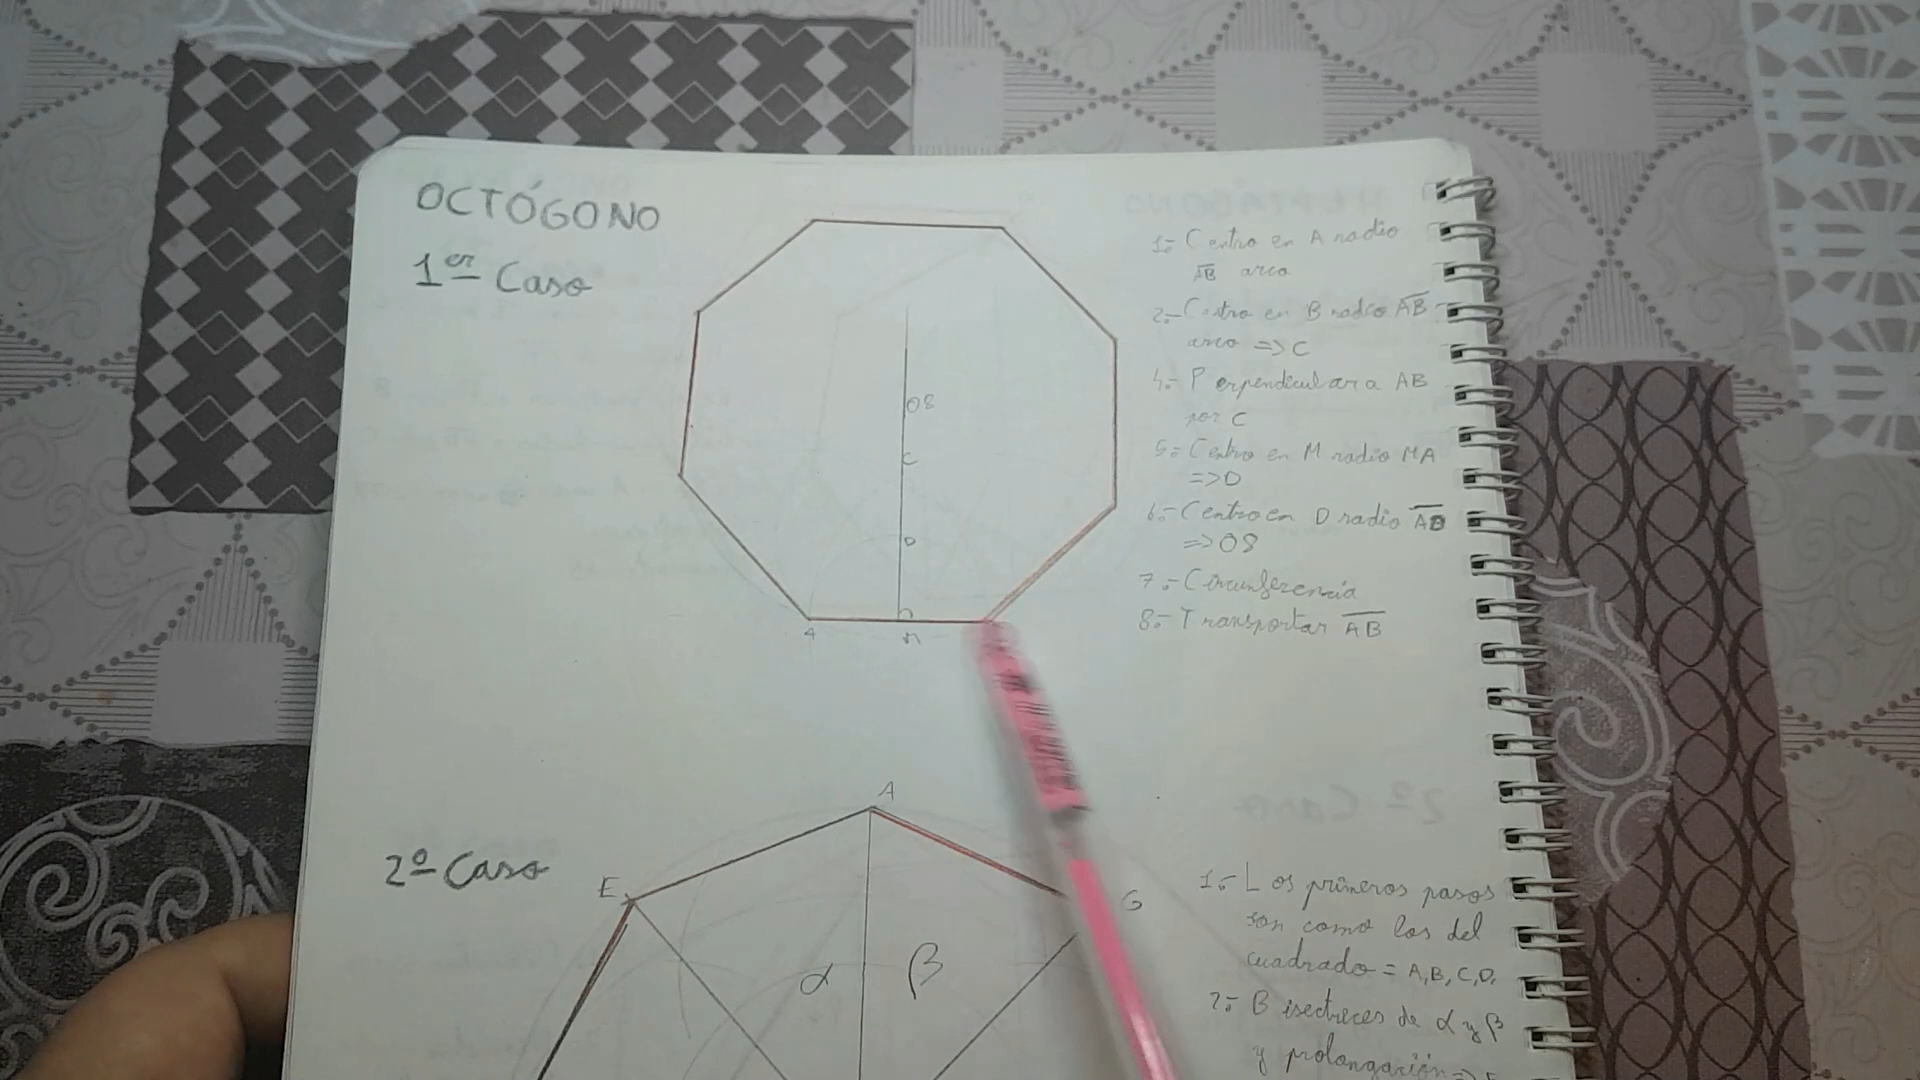 OCTÓGONO
1er Caso
1.- Centro en A radio
AB arco
2.- Centro en B radio AB
arco => C
4.- Perpendicular a AB
por C
5.- Centro en M radio MA
=> D
6.- Centro en D radio AD
=> O8
7.- Circunferencia
8.- Transportar AB
O8
C
D
A
M
2º Caso
A
E
G
α
β
1.- Los primeros pasos
son como los del
cuadrado = A,B,C,D.
2.- Bisectrices de α y β
y prolongación =>